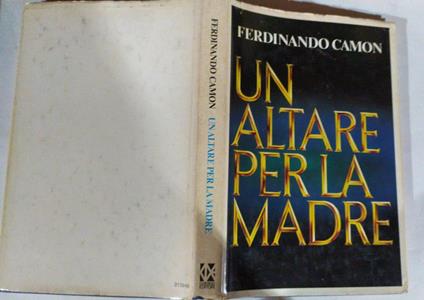 FERDINANDO CAMON
UN
ALTARE
PER LA
MADRE
FERDINANDO CAMON UN ALTARE PER LA MADRE